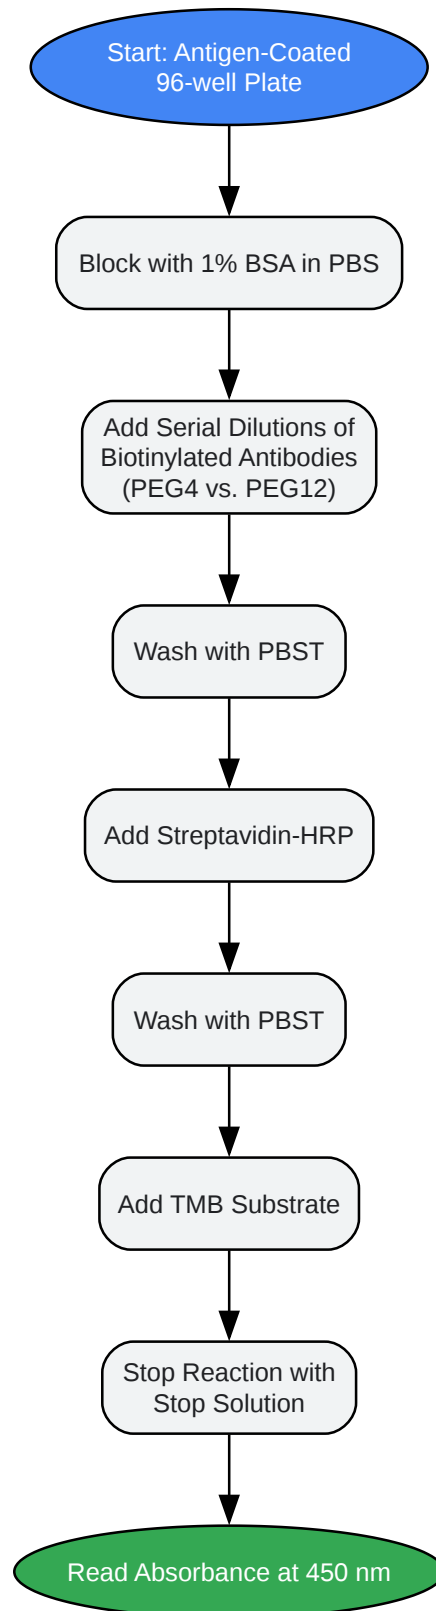 Start: Antigen-Coated
96-well Plate
Block with 1% BSA in PBS
Add Serial Dilutions of
Biotinylated Antibodies
(PEG4 vs. PEG12)
Wash with PBST
Add Streptavidin-HRP
Wash with PBST
Add TMB Substrate
Stop Reaction with
Stop Solution
Read Absorbance at 450 nm